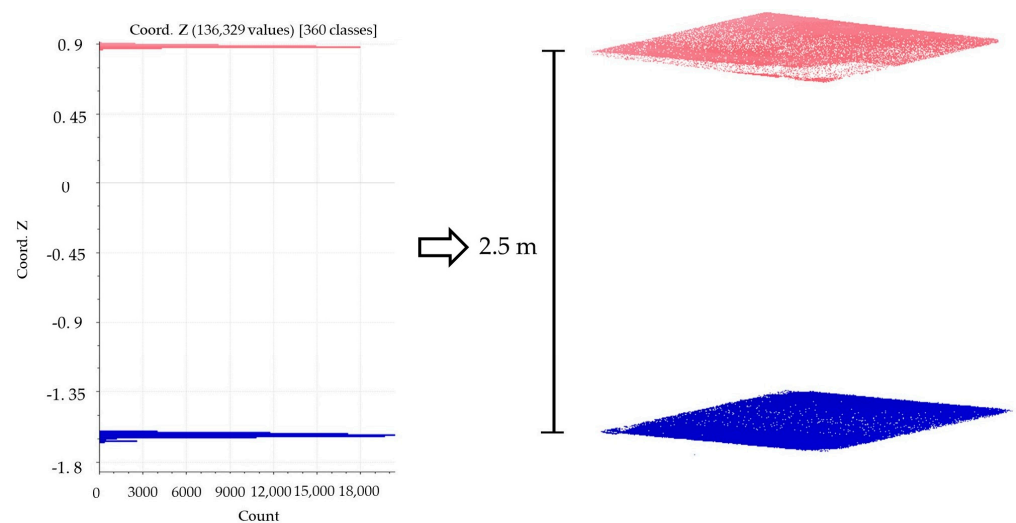 Coord. Z (136,329 values) [360 classes]
0.9
0.45
0
-0.45
-0.9
-1.35
-1.8
Coord. Z
0 3000 6000 9000 12,000 15,000 18,000
Count
2.5 m